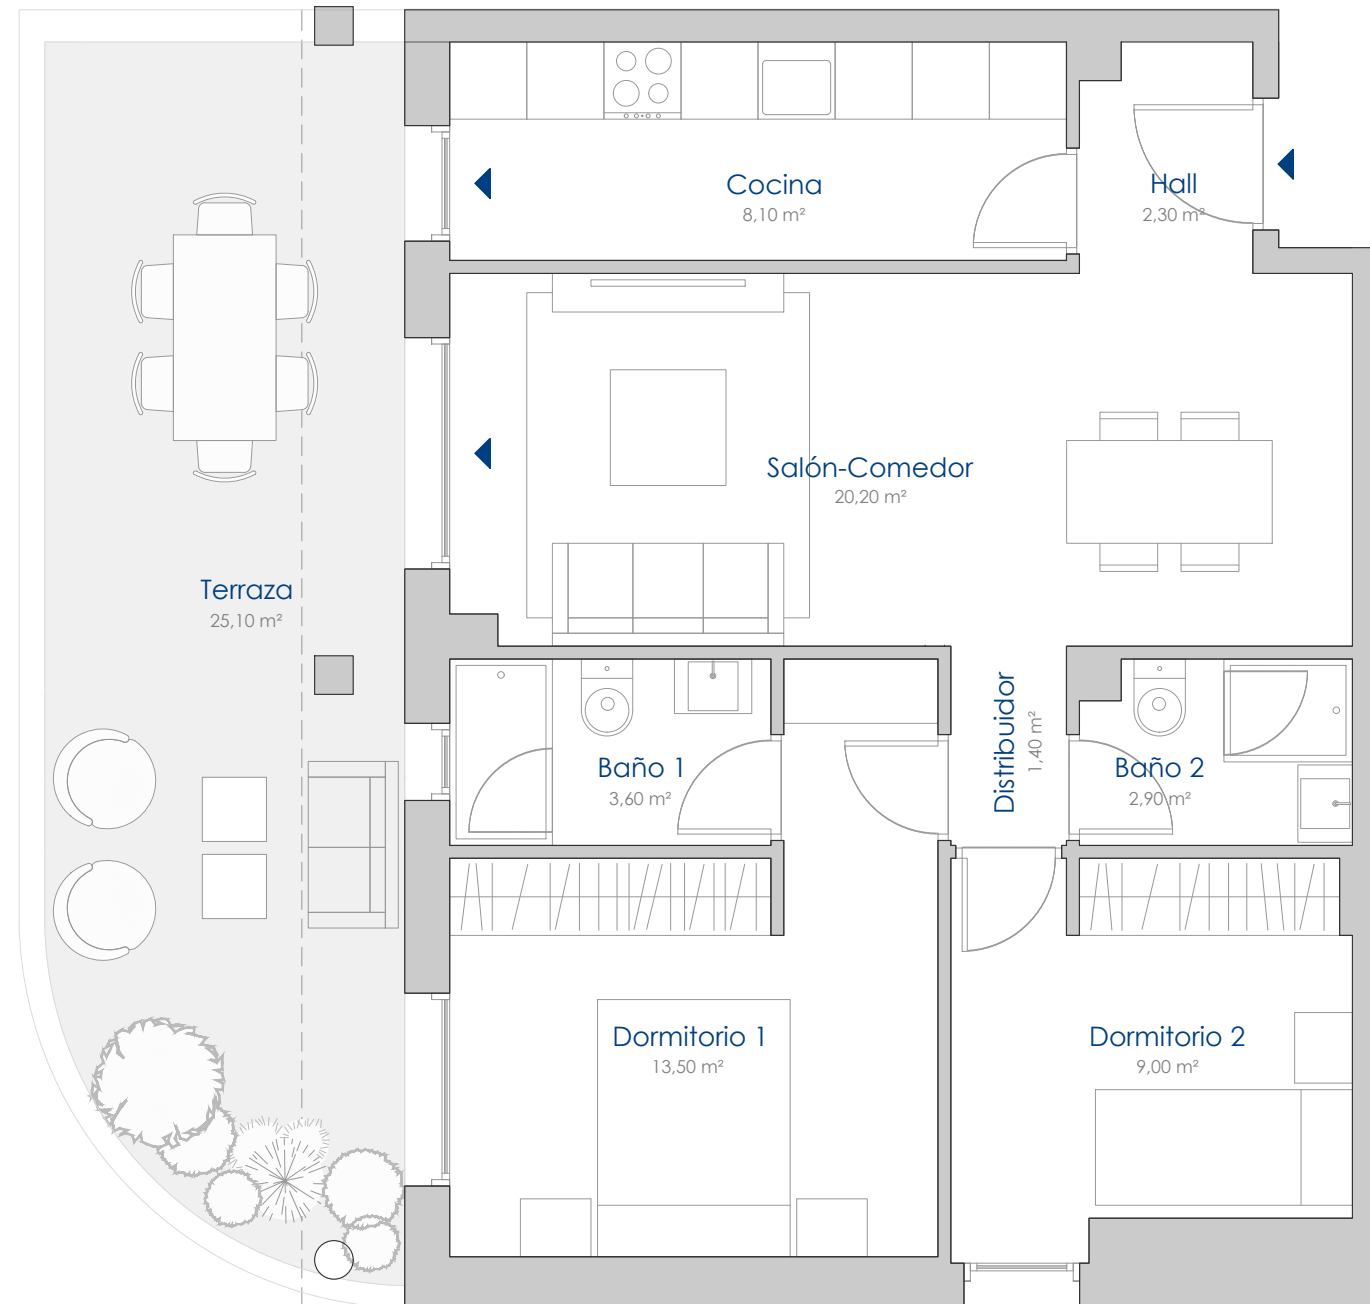 Cocina
8,10 m²
Hall
2,30 m²
Salón-Comedor
20,20 m²
Terraza
25,10 m²
Distribuidor
1,40 m²
Baño 1
3,60 m²
Baño 2
2,90 m²
Dormitorio 1
13,50 m²
Dormitorio 2
9,00 m²